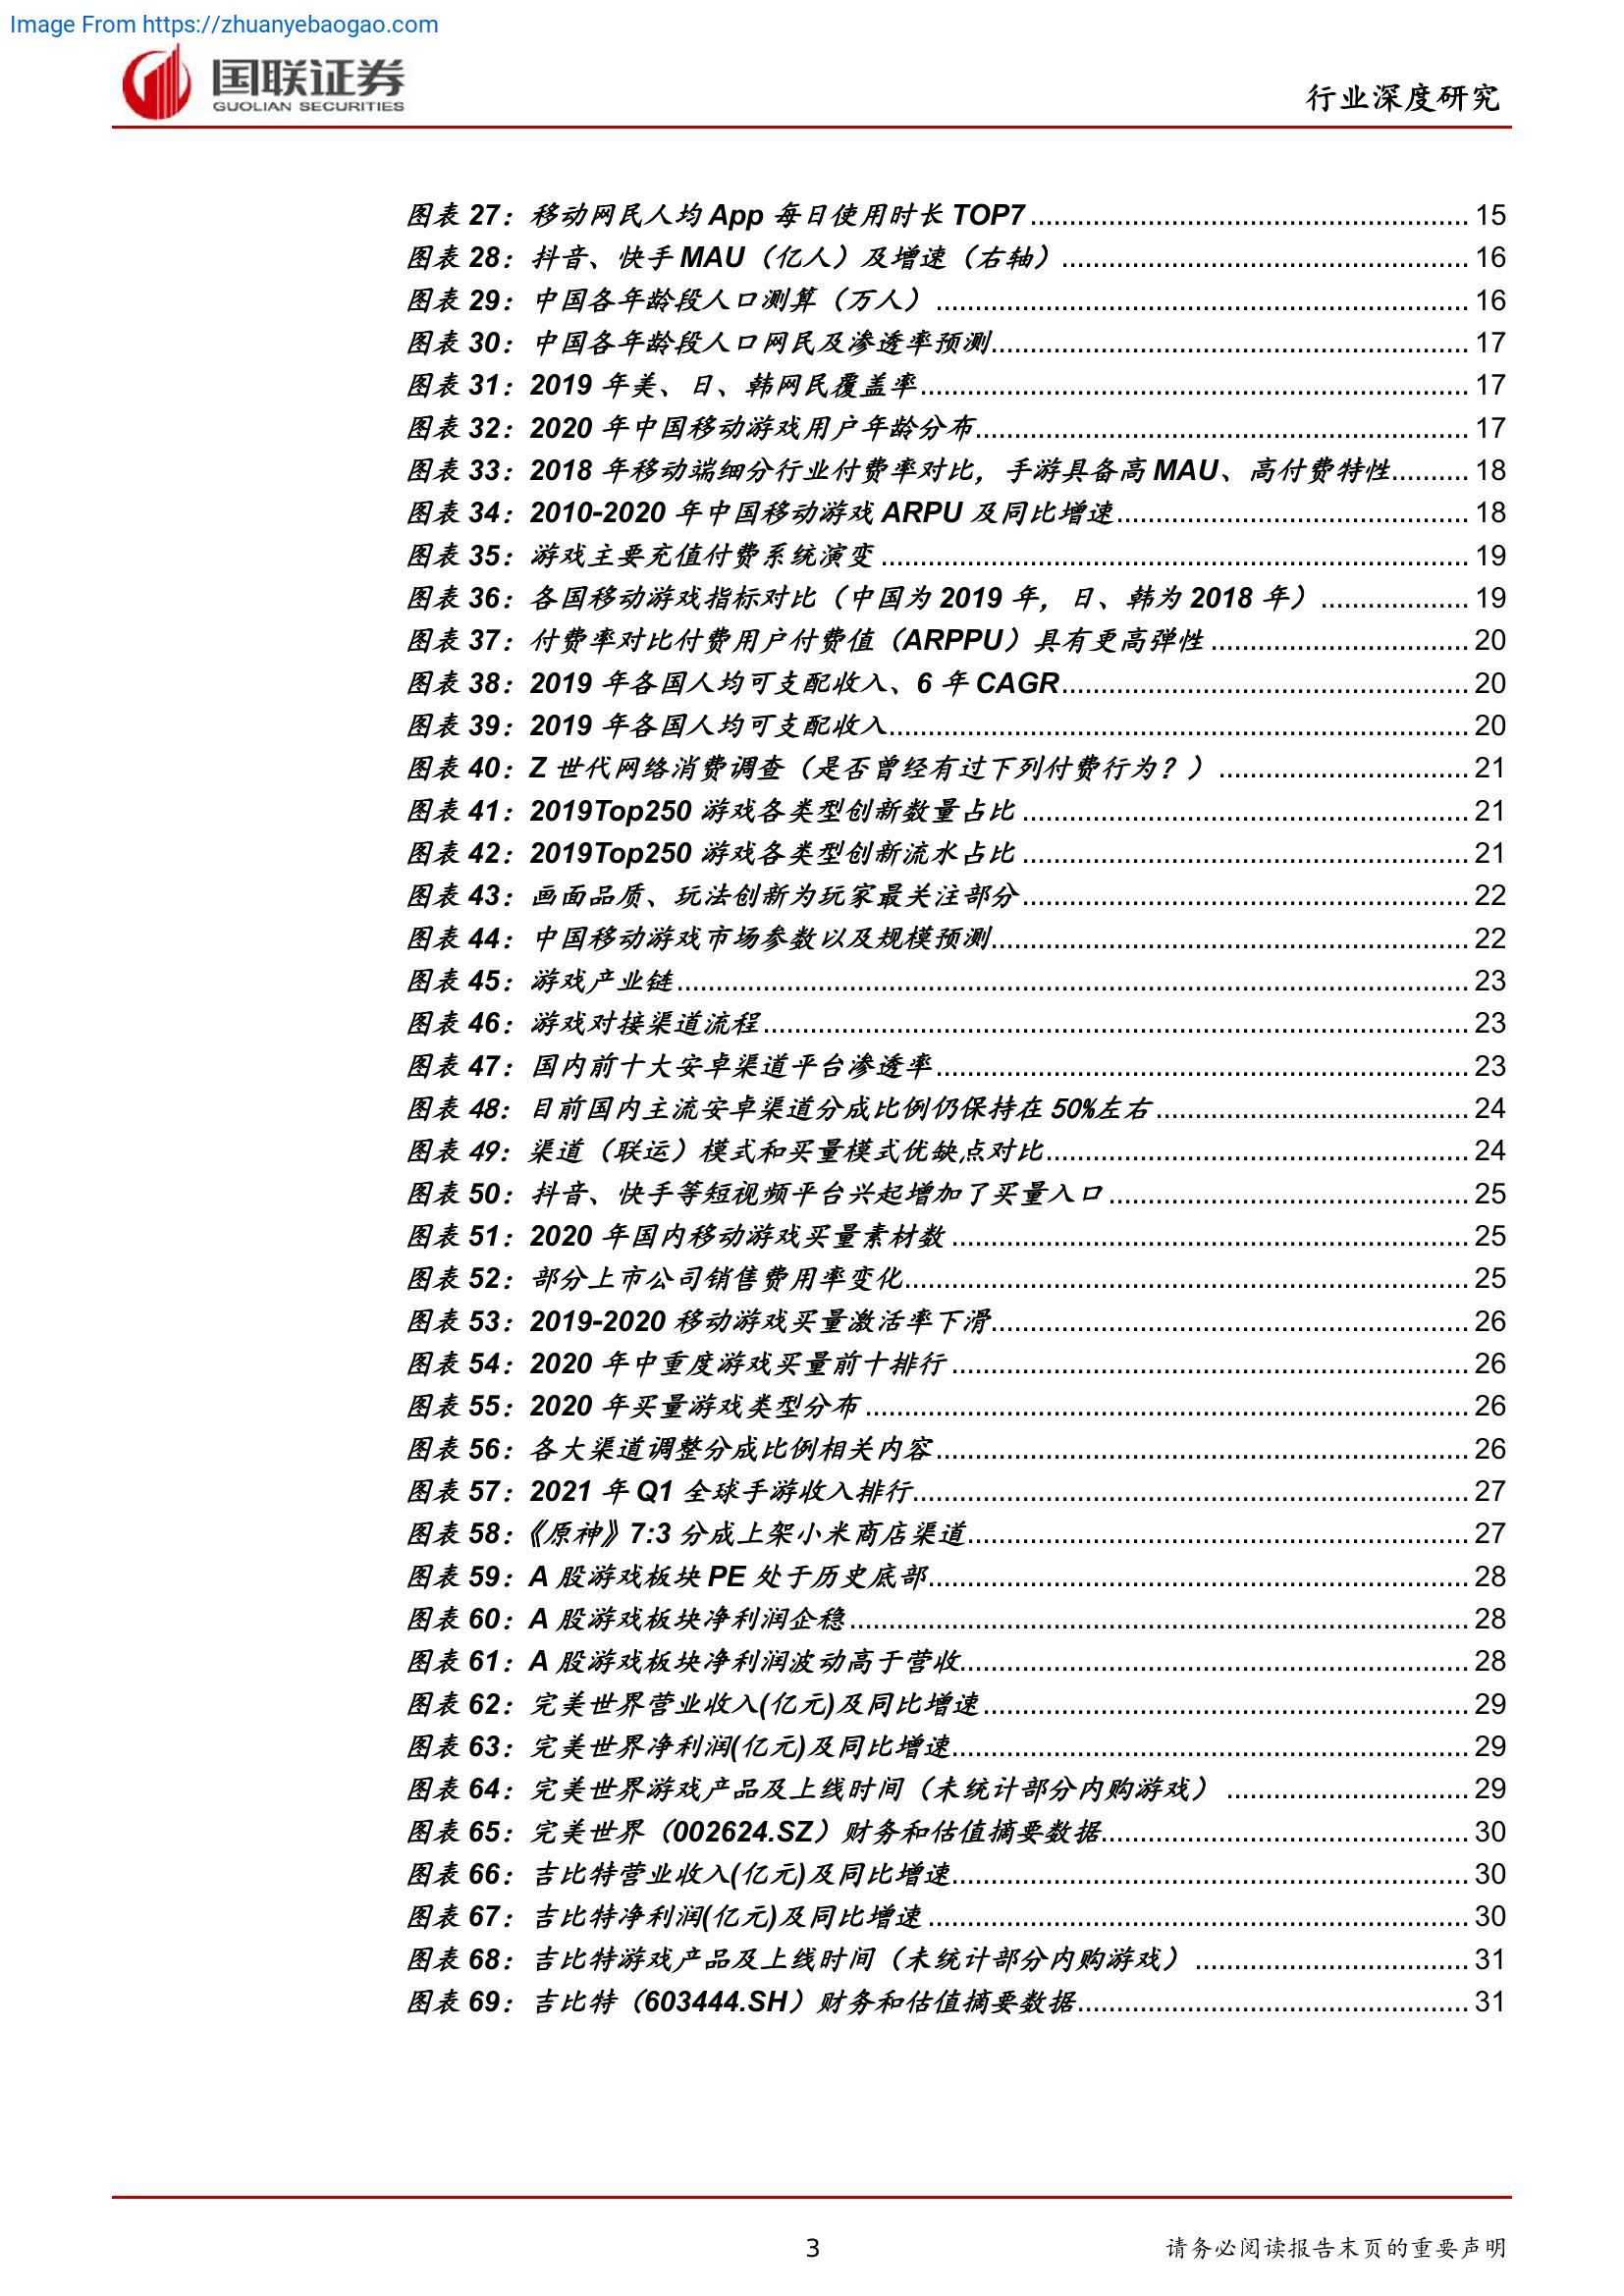 Image From https://zhuanyebaogao.com
国联证券
GUOLIAN SECURITIES
行业深度研究
图表 27：移动网民人均 App 每日使用时长 TOP7 ........ 15
图表 28：抖音、快手 MAU（亿人）及增速（右轴） ........ 16
图表 29：中国各年龄段人口测算（万人） ........ 16
图表 30：中国各年龄段人口网民及渗透率预测 ........ 17
图表 31：2019 年美、日、韩网民覆盖率 ........ 17
图表 32：2020 年中国移动游戏用户年龄分布 ........ 17
图表 33：2018 年移动端细分行业付费率对比，手游具备高 MAU、高付费特性 ........ 18
图表 34：2010-2020 年中国移动游戏 ARPU 及同比增速 ........ 18
图表 35：游戏主要充值付费系统演变 ........ 19
图表 36：各国移动游戏指标对比（中国为 2019 年，日、韩为 2018 年） ........ 19
图表 37：付费率对比付费用户付费值（ARPPU）具有更高弹性 ........ 20
图表 38：2019 年各国人均可支配收入、6 年 CAGR ........ 20
图表 39：2019 年各国人均可支配收入 ........ 20
图表 40：Z 世代网络消费调查（是否曾经有过下列付费行为？） ........ 21
图表 41：2019Top250 游戏各类型创新数量占比 ........ 21
图表 42：2019Top250 游戏各类型创新流水占比 ........ 21
图表 43：画面品质、玩法创新为玩家最关注部分 ........ 22
图表 44：中国移动游戏市场参数以及规模预测 ........ 22
图表 45：游戏产业链 ........ 23
图表 46：游戏对接渠道流程 ........ 23
图表 47：国内前十大安卓渠道平台渗透率 ........ 23
图表 48：目前国内主流安卓渠道分成比例仍保持在 50%左右 ........ 24
图表 49：渠道（联运）模式和买量模式优缺点对比 ........ 24
图表 50：抖音、快手等短视频平台兴起增加了买量入口 ........ 25
图表 51：2020 年国内移动游戏买量素材数 ........ 25
图表 52：部分上市公司销售费用率变化 ........ 25
图表 53：2019-2020 移动游戏买量激活率下滑 ........ 26
图表 54：2020 年中重度游戏买量前十排行 ........ 26
图表 55：2020 年买量游戏类型分布 ........ 26
图表 56：各大渠道调整分成比例相关内容 ........ 26
图表 57：2021 年 Q1 全球手游收入排行 ........ 27
图表 58：《原神》7:3 分成上架小米商店渠道 ........ 27
图表 59：A 股游戏板块 PE 处于历史底部 ........ 28
图表 60：A 股游戏板块净利润企稳 ........ 28
图表 61：A 股游戏板块净利润波动高于营收 ........ 28
图表 62：完美世界营业收入(亿元)及同比增速 ........ 29
图表 63：完美世界净利润(亿元)及同比增速 ........ 29
图表 64：完美世界游戏产品及上线时间（未统计部分内购游戏） ........ 29
图表 65：完美世界（002624.SZ）财务和估值摘要数据 ........ 30
图表 66：吉比特营业收入(亿元)及同比增速 ........ 30
图表 67：吉比特净利润(亿元)及同比增速 ........ 30
图表 68：吉比特游戏产品及上线时间（未统计部分内购游戏） ........ 31
图表 69：吉比特（603444.SH）财务和估值摘要数据 ........ 31
3
请务必阅读报告末页的重要声明